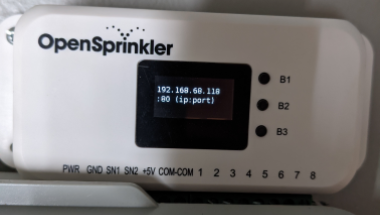 OpenSprinkler
192.168.68.110
:80 (ip:port)
B1
B2
B3
PWR GND SN1 SN2 +5V COM-COM 1 2 3 4 5 6 7 8